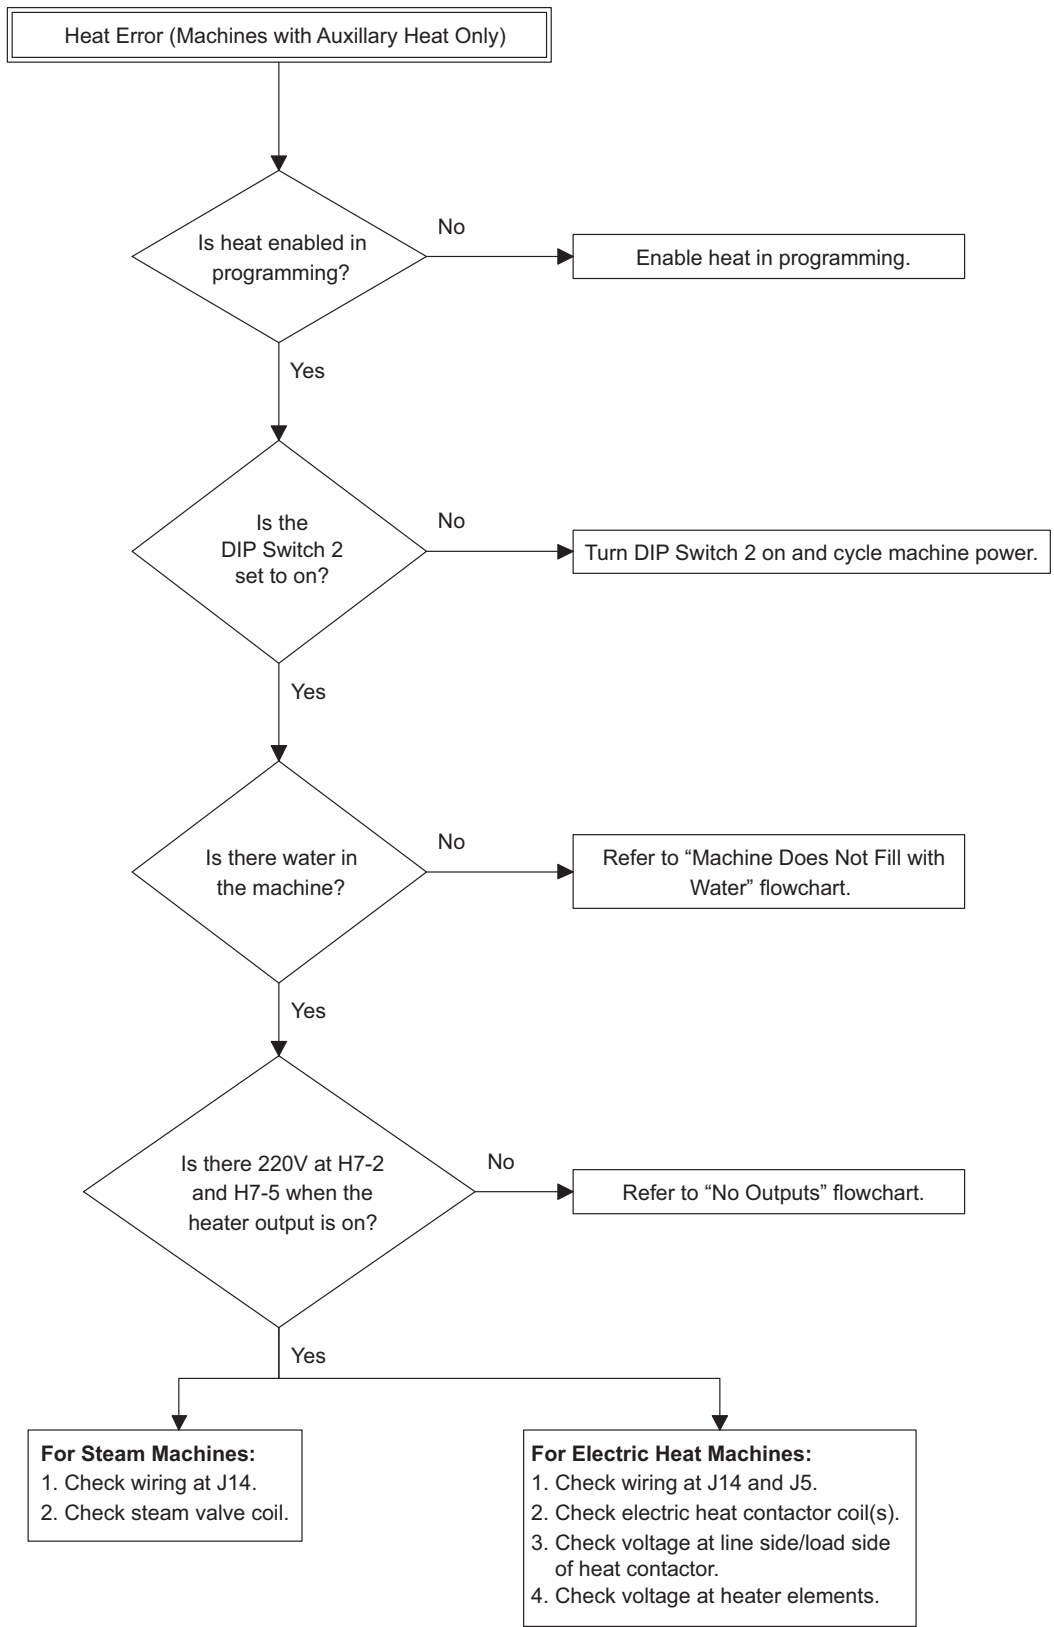 Heat Error (Machines with Auxillary Heat Only)
Is heat enabled in
programming?
No
Enable heat in programming.
Yes
Is the
DIP Switch 2
set to on?
No
Turn DIP Switch 2 on and cycle machine power.
Yes
Is there water in
the machine?
No
Refer to “Machine Does Not Fill with
Water” flowchart.
Yes
Is there 220V at H7-2
and H7-5 when the
heater output is on?
No
Refer to “No Outputs” flowchart.
Yes
For Steam Machines:
1. Check wiring at J14.
2. Check steam valve coil.
For Electric Heat Machines:
1. Check wiring at J14 and J5.
2. Check electric heat contactor coil(s).
3. Check voltage at line side/load side
of heat contactor.
4. Check voltage at heater elements.